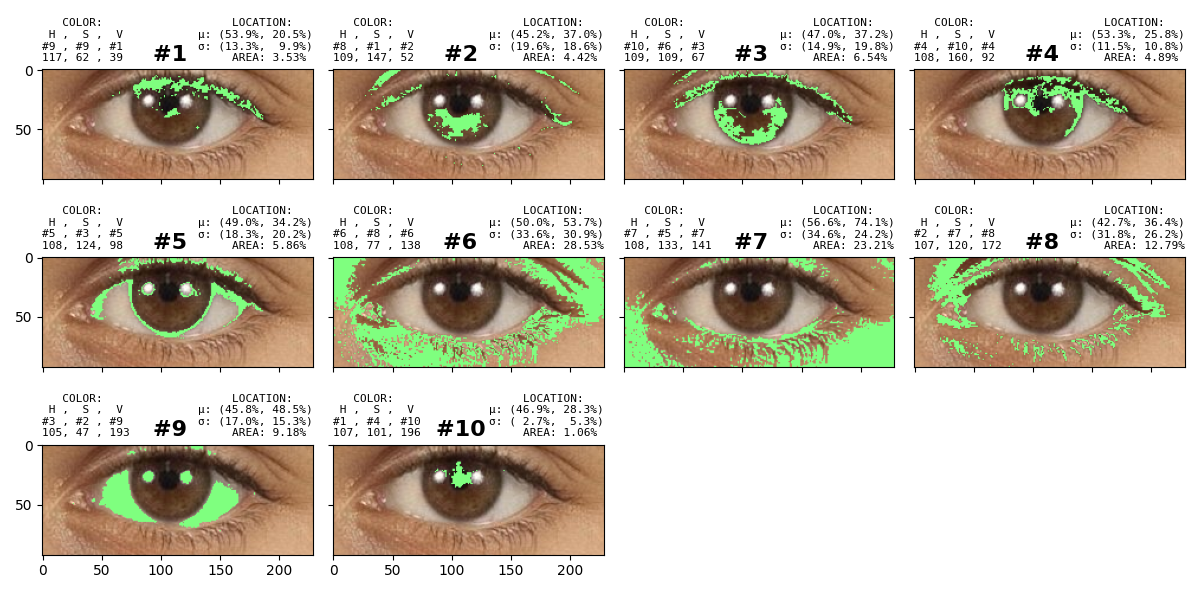 COLOR: LOCATION:
H , S , V μ: (53.9%, 20.5%)
#9 , #9 , #1 #1 σ: (13.3%, 9.9%)
117, 62 , 39 AREA: 3.53%
COLOR: LOCATION:
H , S , V μ: (45.2%, 37.0%)
#8 , #1 , #2 #2 σ: (19.6%, 18.6%)
109, 147, 52 AREA: 4.42%
COLOR: LOCATION:
H , S , V μ: (47.0%, 37.2%)
#10, #6 , #3 #3 σ: (14.9%, 19.8%)
109, 109, 67 AREA: 6.54%
COLOR: LOCATION:
H , S , V μ: (53.3%, 25.8%)
#4 , #10, #4 #4 σ: (11.5%, 10.8%)
108, 160, 92 AREA: 4.89%
0
50
COLOR: LOCATION:
H , S , V μ: (49.0%, 34.2%)
#5 , #3 , #5 #5 σ: (18.3%, 20.2%)
108, 124, 98 AREA: 5.86%
COLOR: LOCATION:
H , S , V μ: (50.0%, 53.7%)
#6 , #8 , #6 #6 σ: (33.6%, 30.9%)
108, 77 , 138 AREA: 28.53%
COLOR: LOCATION:
H , S , V μ: (56.6%, 74.1%)
#7 , #5 , #7 #7 σ: (34.6%, 24.2%)
108, 133, 141 AREA: 23.21%
COLOR: LOCATION:
H , S , V μ: (42.7%, 36.4%)
#2 , #7 , #8 #8 σ: (31.8%, 26.2%)
107, 120, 172 AREA: 12.79%
0
50
COLOR: LOCATION:
H , S , V μ: (45.8%, 48.5%)
#3 , #2 , #9 #9 σ: (17.0%, 15.3%)
105, 47 , 193 AREA: 9.18%
COLOR: LOCATION:
H , S , V μ: (46.9%, 28.3%)
#1 , #4 , #10 #10 σ: ( 2.7%, 5.3%)
107, 101, 196 AREA: 1.06%
0
50
0 50 100 150 200
0 50 100 150 200